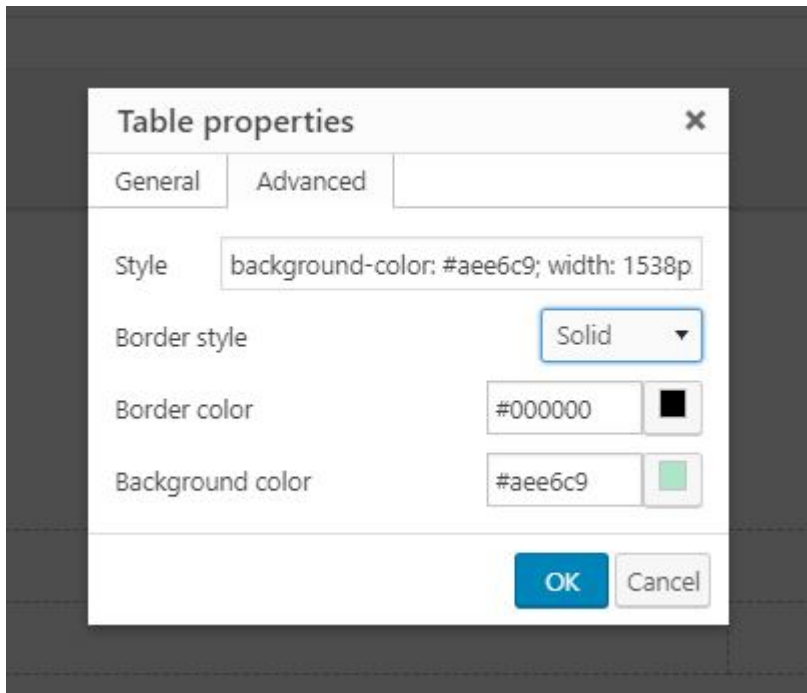 Table properties
General Advanced
Style background-color: #aee6c9; width: 1538p
Border style Solid
Border color #000000
Background color #aee6c9
OK Cancel